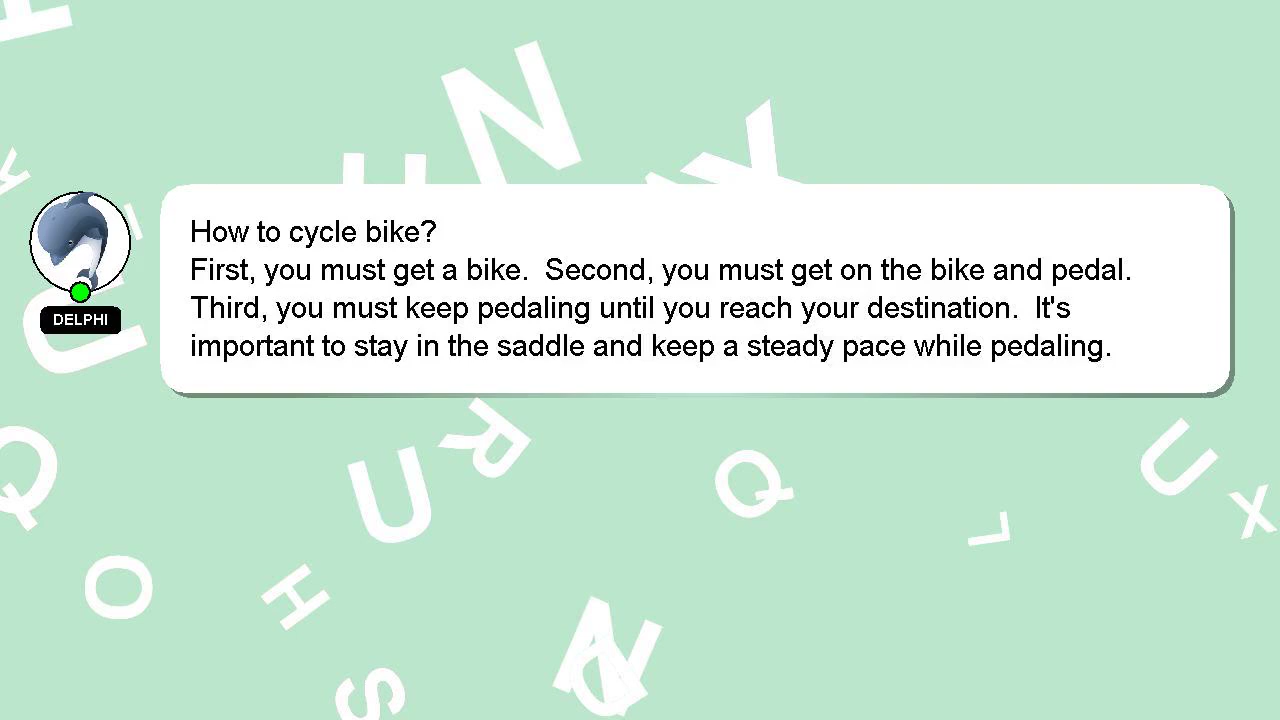 How to cycle bike?
First, you must get a bike.  Second, you must get on the bike and pedal.
Third, you must keep pedaling until you reach your destination.  It's
important to stay in the saddle and keep a steady pace while pedaling.
DELPHI